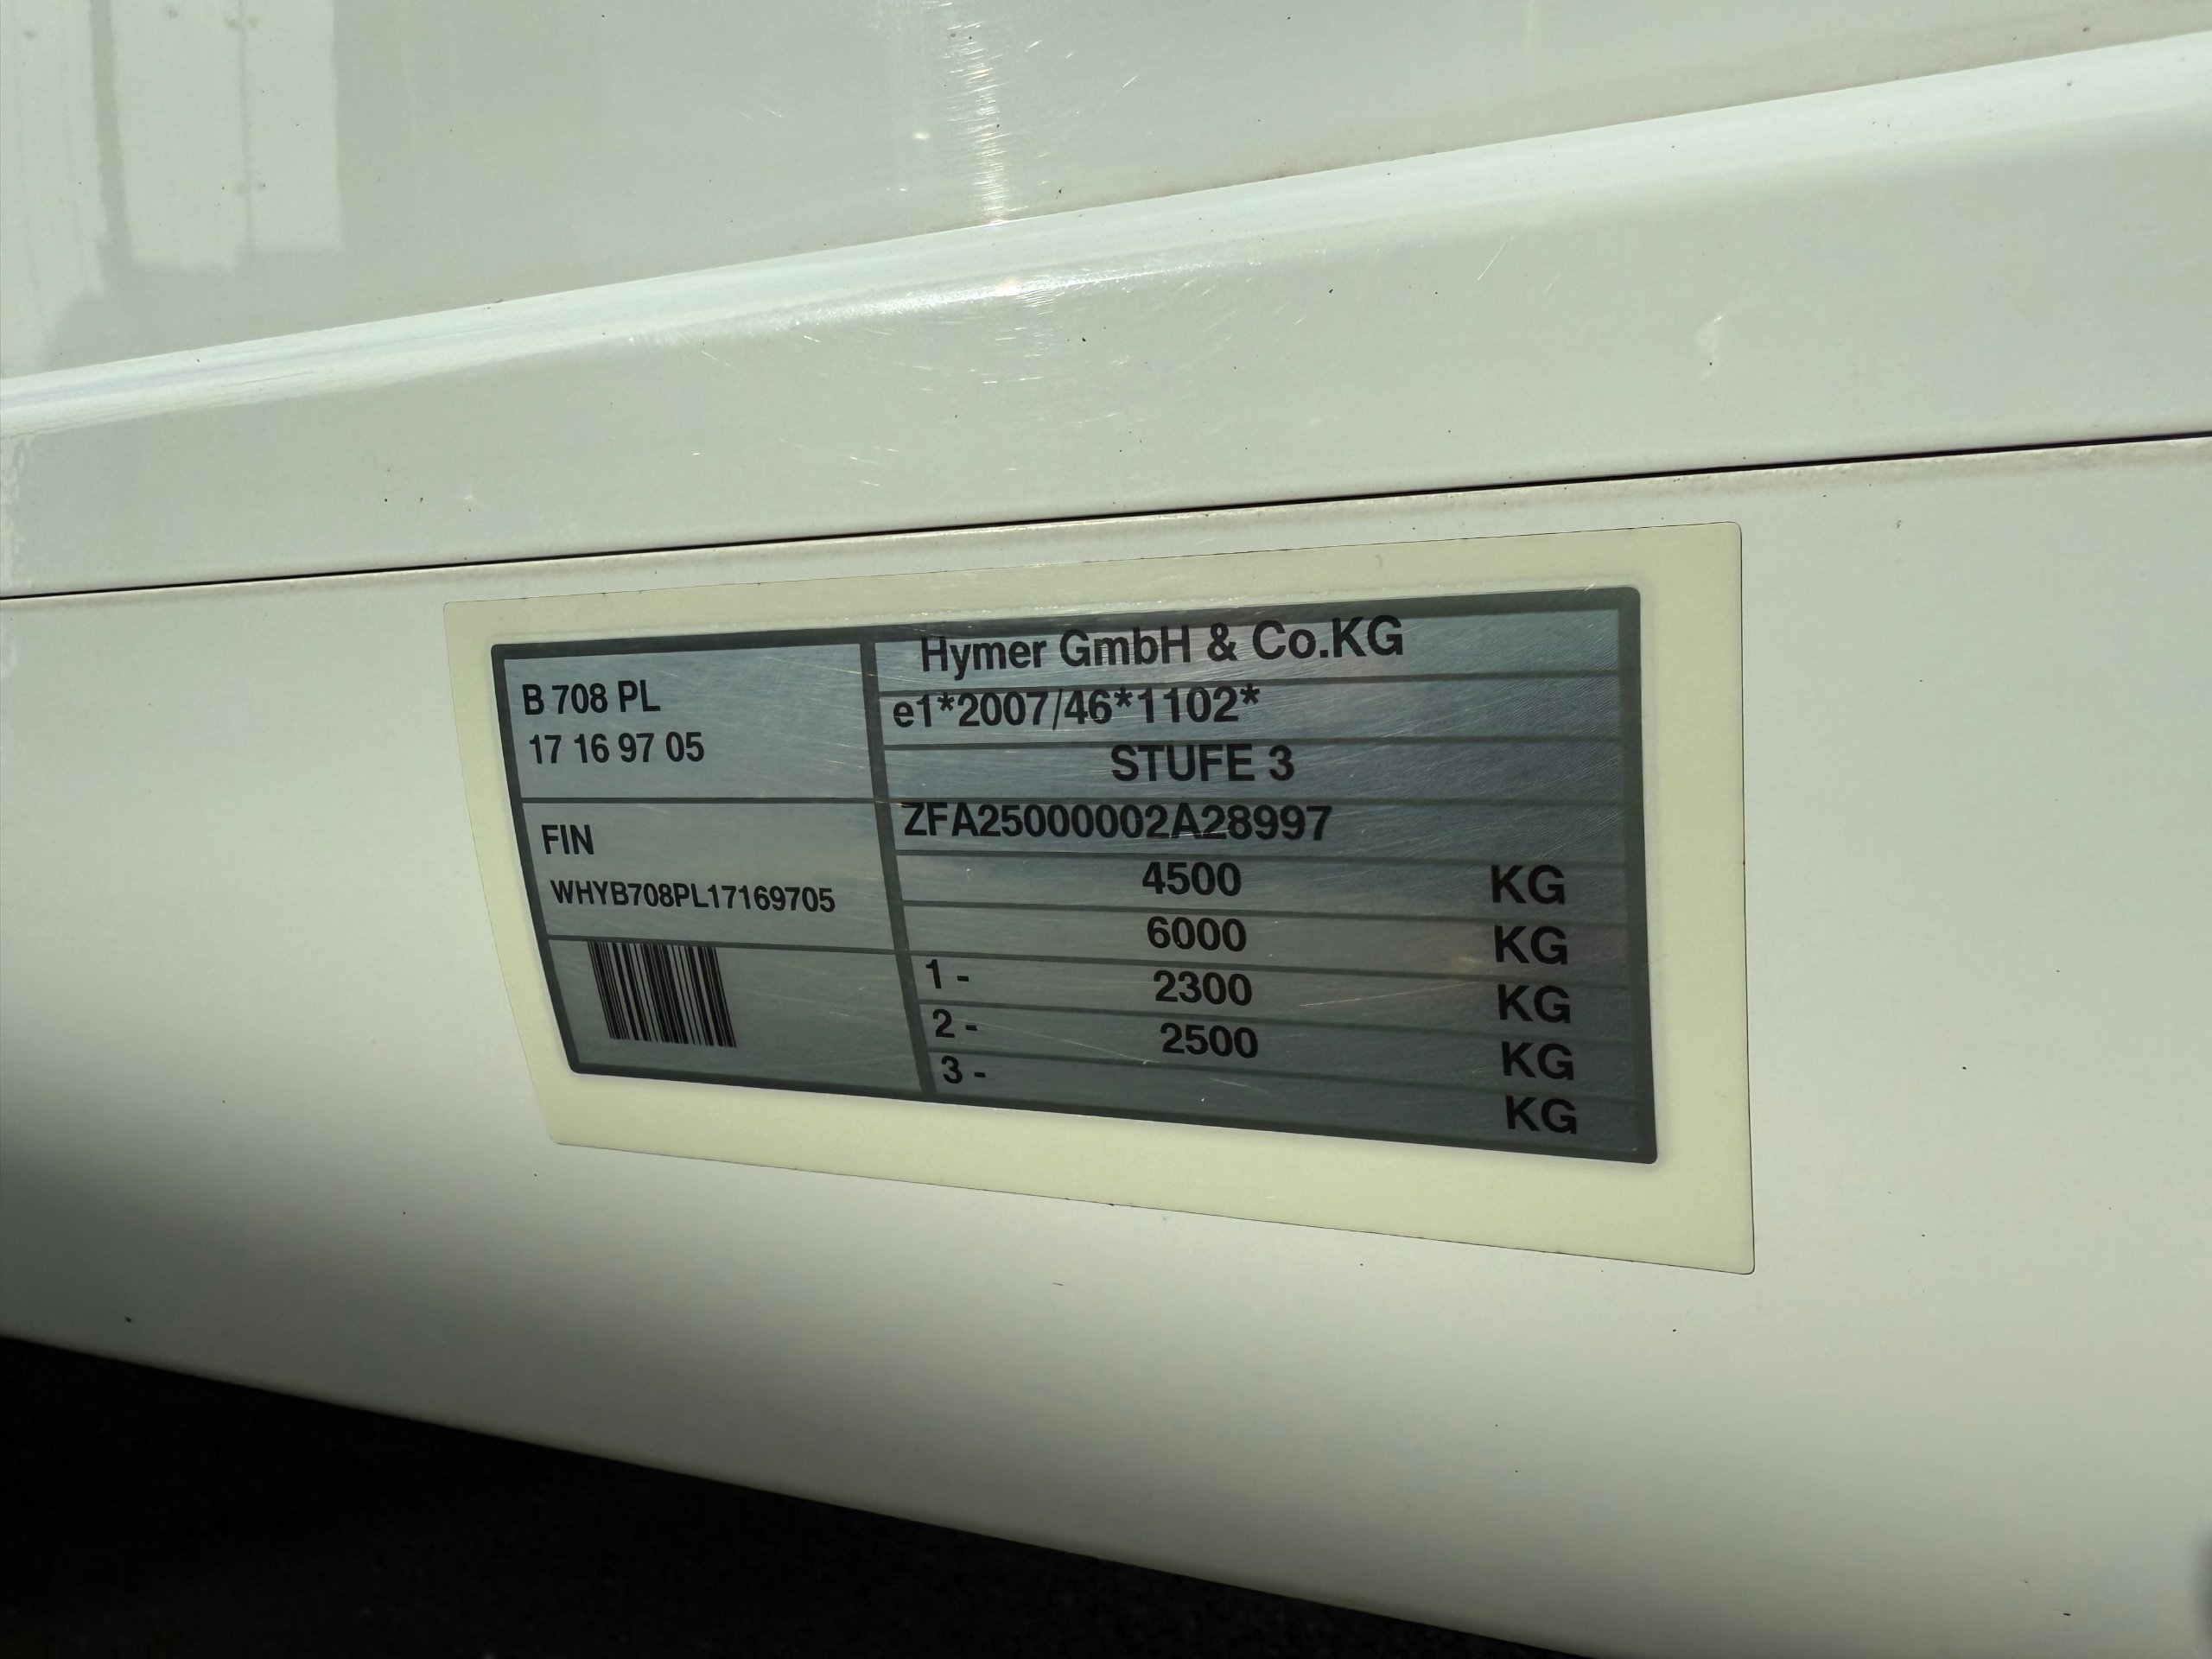 B 708 PL
17 16 97 05
FIN
WHYB708PL17169705
Hymer GmbH & Co.KG
e1*2007/46*1102*
STUFE 3
ZFA25000002A28997
4500 KG
6000 KG
1 - 2300 KG
2 - 2500 KG
3 - KG